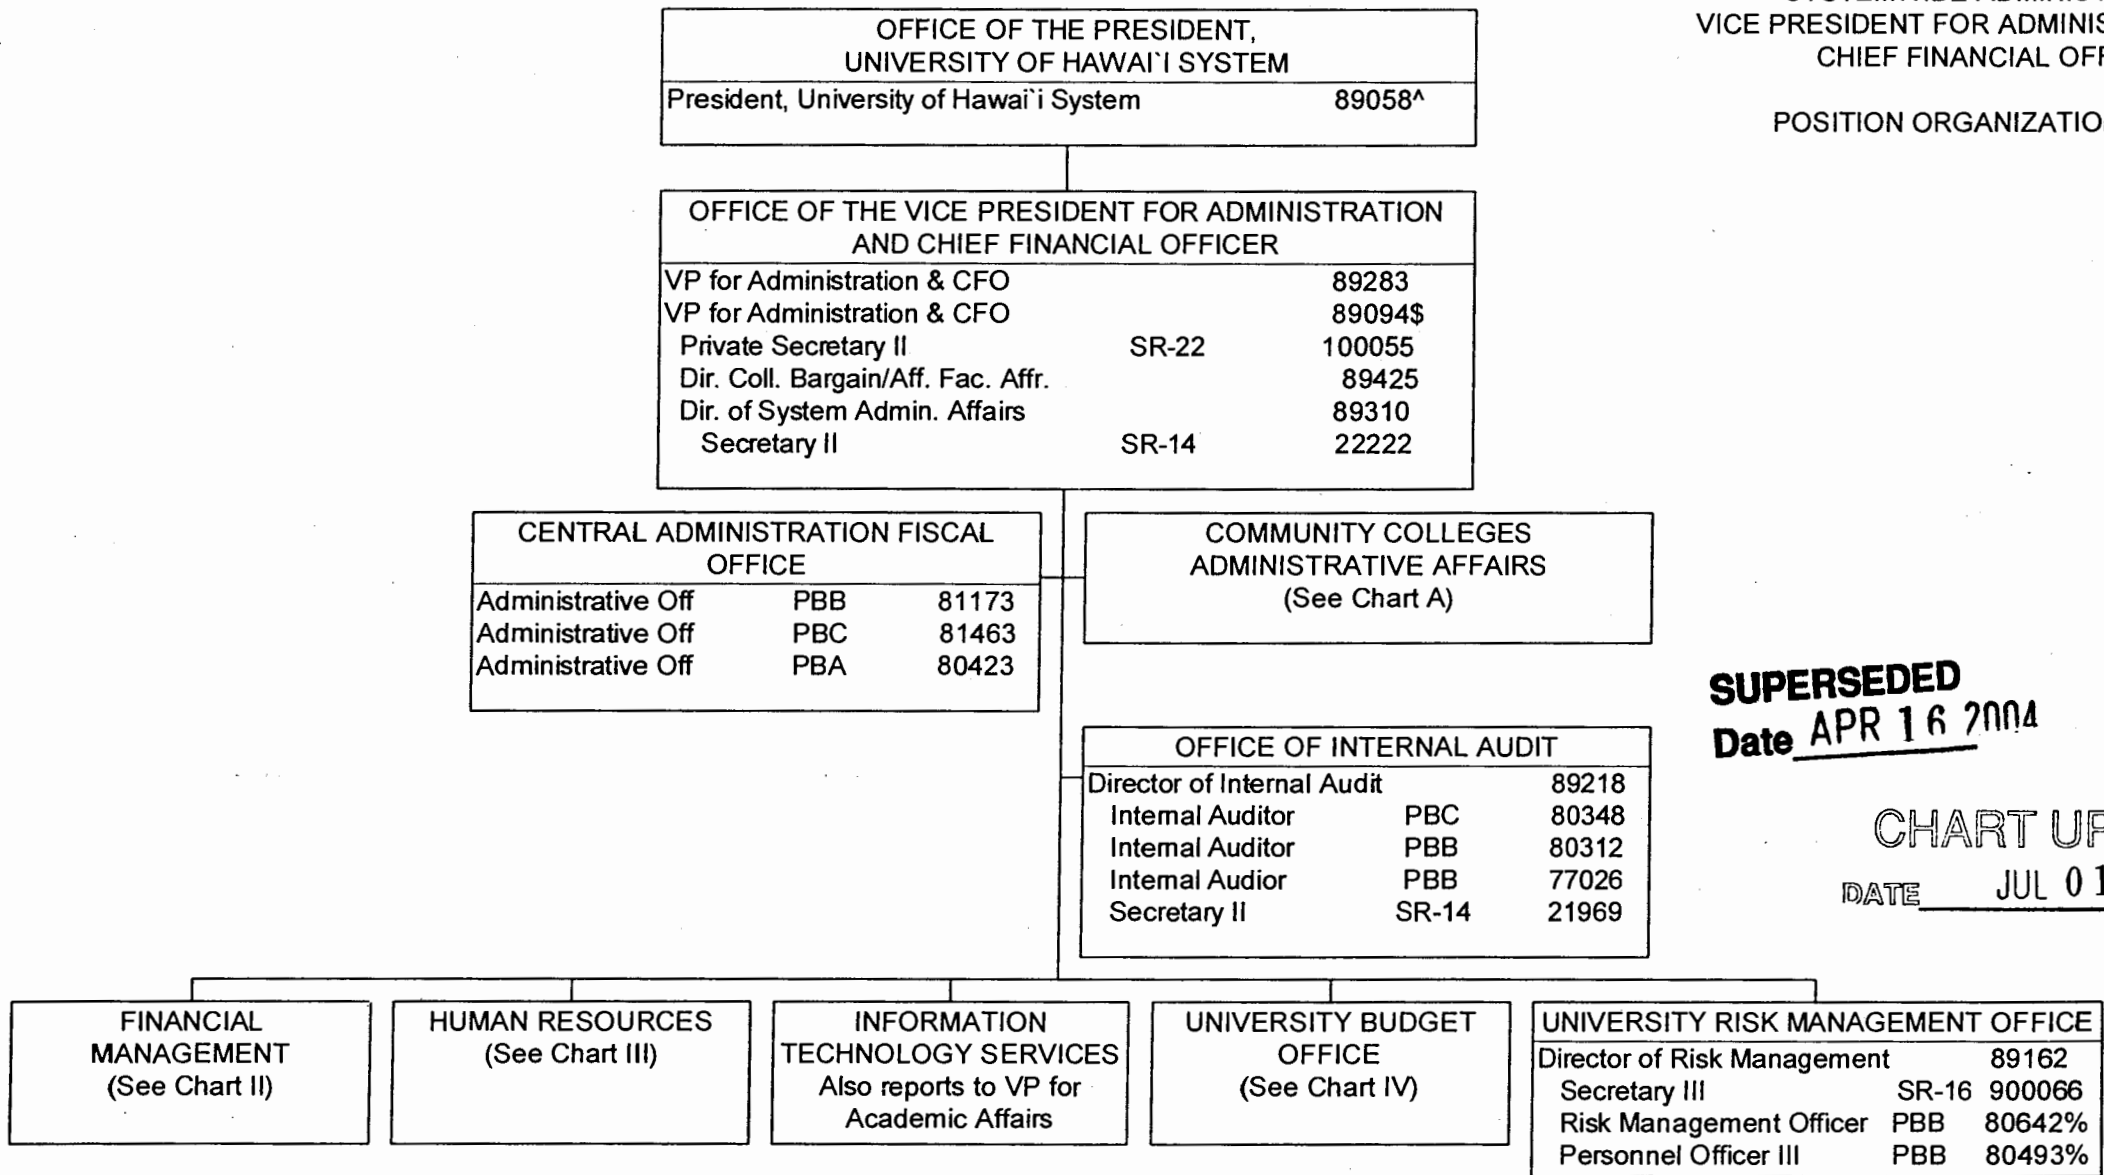 OFFICE OF THE PRESIDENT,
UNIVERSITY OF HAWAI`I SYSTEM
President, University of Hawai`i System 89058^
VICE PRESIDENT FOR ADMINIS
CHIEF FINANCIAL OFF
POSITION ORGANIZATIO
OFFICE OF THE VICE PRESIDENT FOR ADMINISTRATION
AND CHIEF FINANCIAL OFFICER
VP for Administration & CFO 89283
VP for Administration & CFO 89094$
Private Secretary II SR-22 100055
Dir. Coll. Bargain/Aff. Fac. Affr. 89425
Dir. of System Admin. Affairs 89310
Secretary II SR-14 22222
CENTRAL ADMINISTRATION FISCAL
OFFICE
Administrative Off PBB 81173
Administrative Off PBC 81463
Administrative Off PBA 80423
COMMUNITY COLLEGES
ADMINISTRATIVE AFFAIRS
(See Chart A)
SUPERSEDED
Date APR 16 2004
OFFICE OF INTERNAL AUDIT
Director of Internal Audit 89218
Internal Auditor PBC 80348
Internal Auditor PBB 80312
Internal Audior PBB 77026
Secretary II SR-14 21969
CHART UP
DATE JUL 01
FINANCIAL
MANAGEMENT
(See Chart II)
HUMAN RESOURCES
(See Chart III)
INFORMATION
TECHNOLOGY SERVICES
Also reports to VP for
Academic Affairs
UNIVERSITY BUDGET
OFFICE
(See Chart IV)
UNIVERSITY RISK MANAGEMENT OFFICE
Director of Risk Management 89162
Secretary III SR-16 900066
Risk Management Officer PBB 80642%
Personnel Officer III PBB 80493%